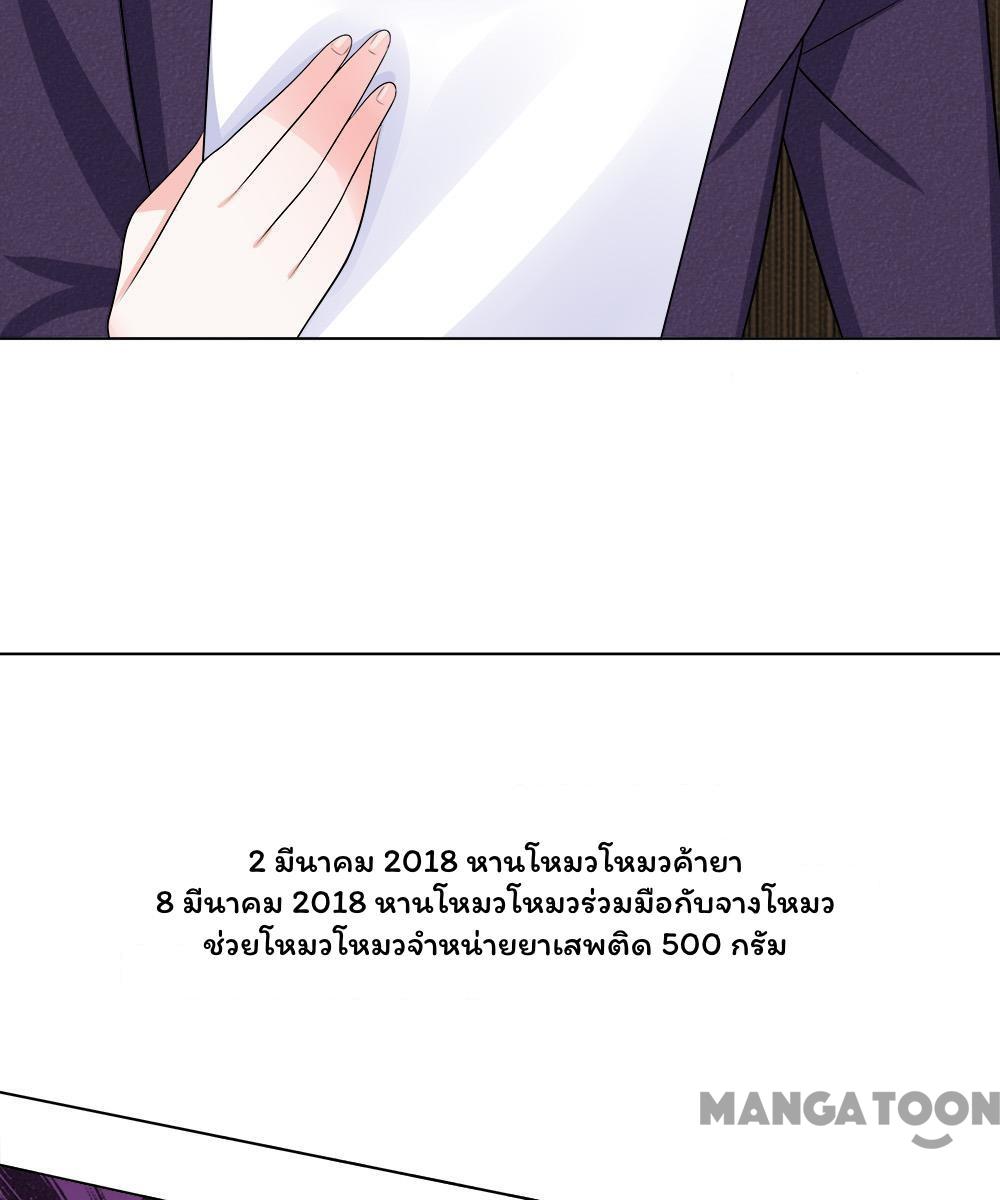 2 มีนาคม 2018 หานโหมวโหมวค้ายา
8 มีนาคม 2018 หานโหมวโหมวร่วมมือกับจางโหมว
ช่วยโหมวโหมวจำหน่ายยาเสพติด 500 กรัม
MANGATOON